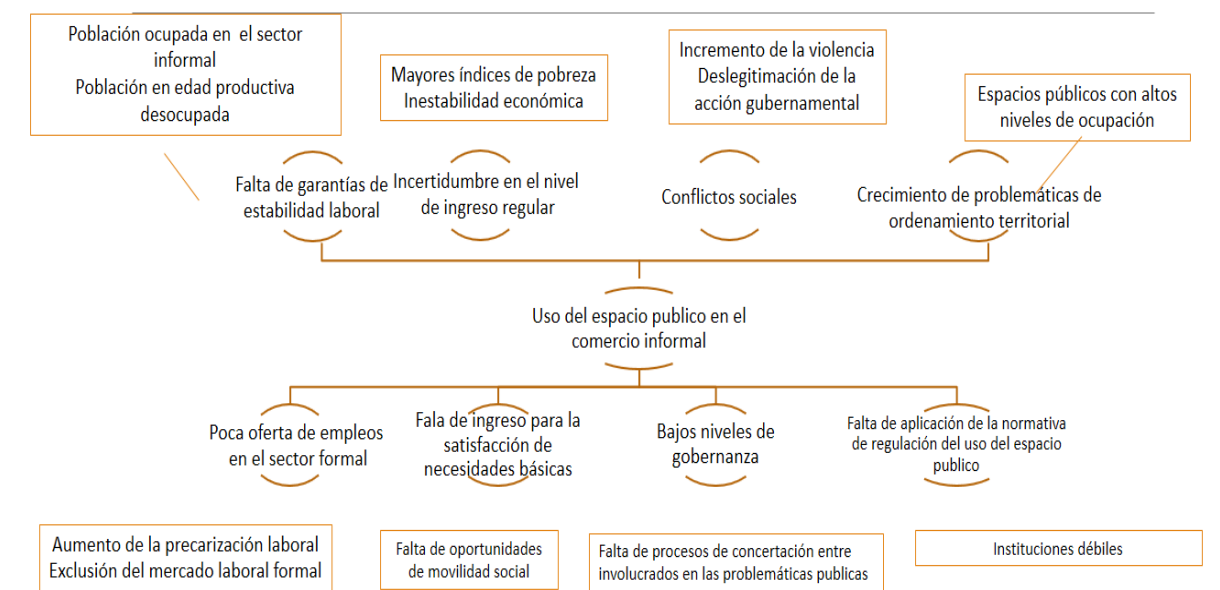 Población ocupada en el sector
informal
Población en edad productiva
desocupada
Mayores índices de pobreza
Inestabilidad económica
Incremento de la violencia
Deslegitimación de la
acción gubernamental
Espacios públicos con altos
niveles de ocupación
Falta de garantías de
estabilidad laboral
Incertidumbre en el nivel
de ingreso regular
Conflictos sociales
Crecimiento de problemáticas de
ordenamiento territorial
Uso del espacio publico en el
comercio informal
Poca oferta de empleos
en el sector formal
Fala de ingreso para la
satisfacción de
necesidades básicas
Bajos niveles de
gobernanza
Falta de aplicación de la normativa
de regulación del uso del espacio
publico
Aumento de la precarización laboral
Exclusión del mercado laboral formal
Falta de oportunidades
de movilidad social
Falta de procesos de concertación entre
involucrados en las problemáticas publicas
Instituciones débiles